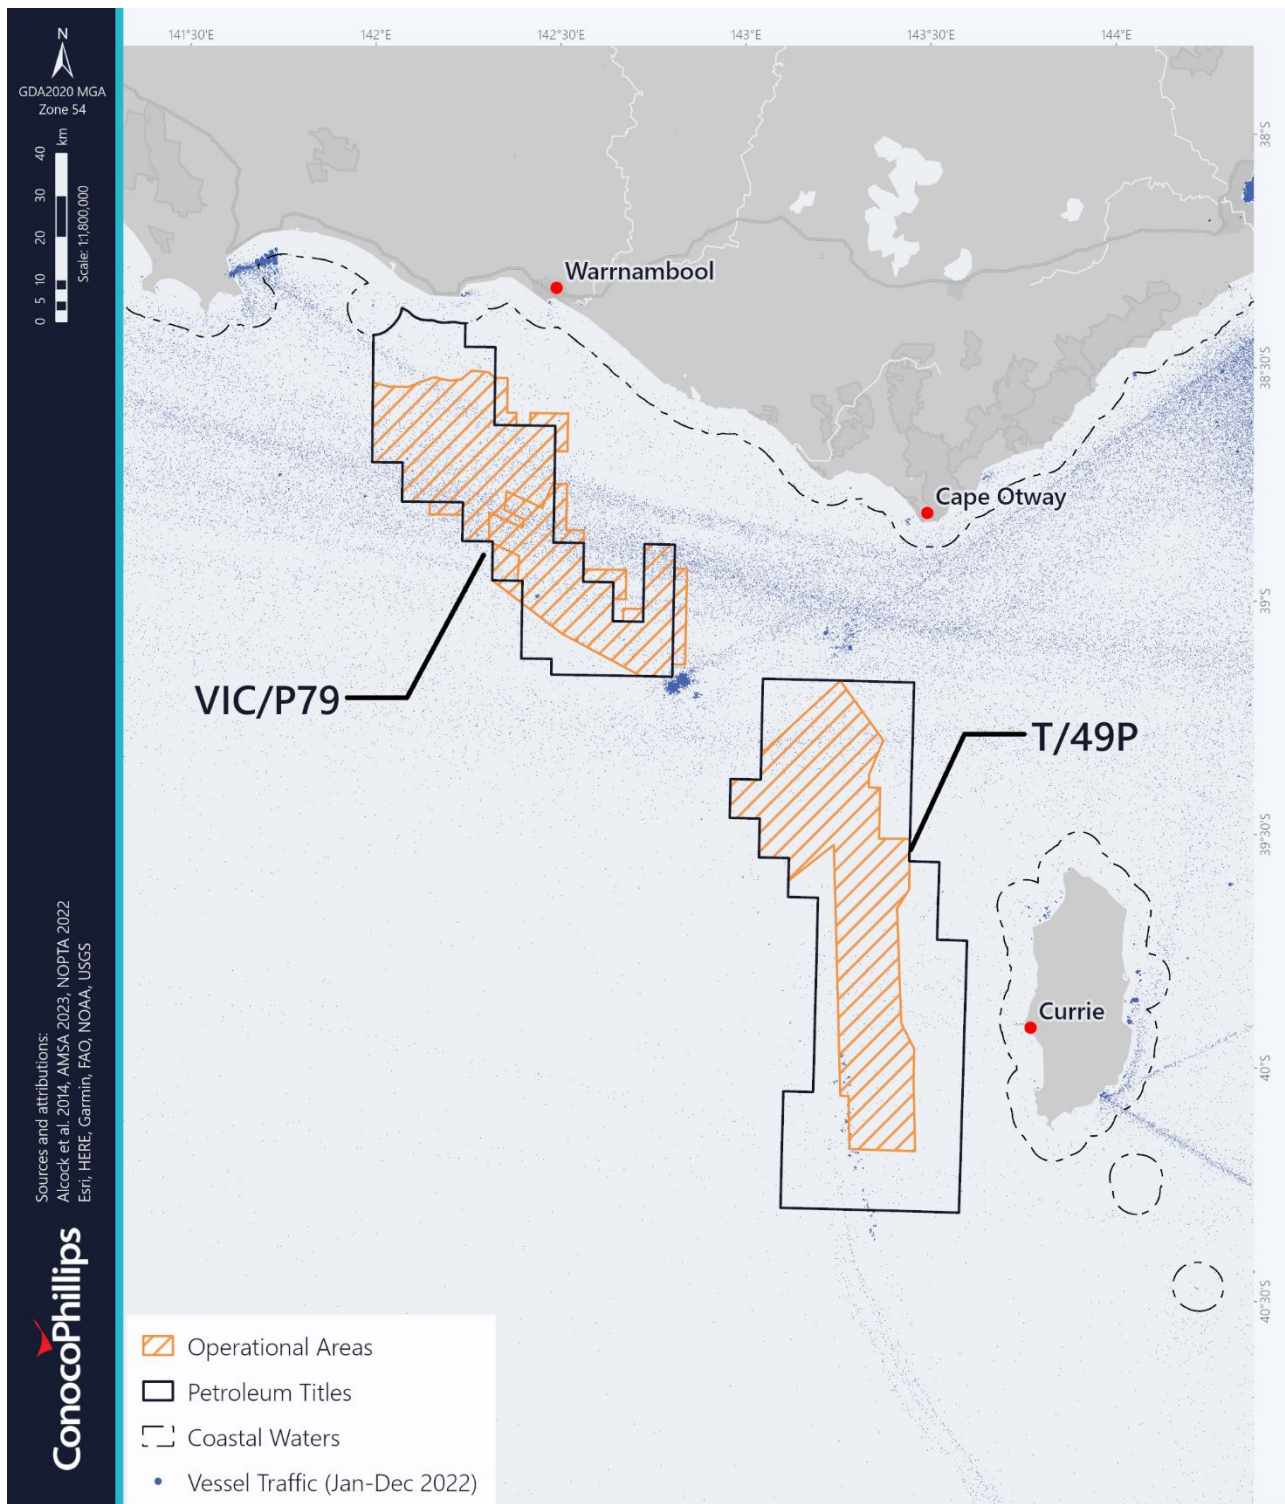 141°30'E
142°E
142°30'E
143°E
143°30'E
144°E
N
GDA2020 MGA
Zone 54
0 5 10 20 30 40 km
Scale: 1:1,800,000
38°S
38°30'S
39°S
39°30'S
40°S
40°30'S
Warrnambool
Cape Otway
VIC/P79
T/49P
Currie
Sources and attributions:
Alcock et al. 2014, AMSA 2023, NOPTA 2022
Esri, HERE, Garmin, FAO, NOAA, USGS
ConocoPhillips
Operational Areas
Petroleum Titles
Coastal Waters
Vessel Traffic (Jan-Dec 2022)